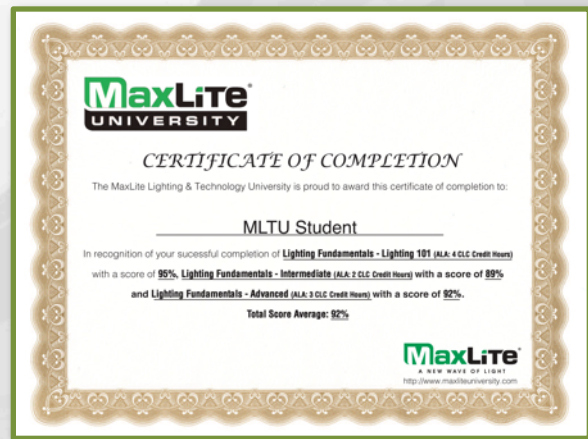 MaxLite®
UNIVERSITY
CERTIFICATE OF COMPLETION
The MaxLite Lighting & Technology University is proud to award this certificate of completion to:
MLTU Student
In recognition of your sucessful completion of Lighting Fundamentals - Lighting 101 (ALA: 4 CLC Credit Hours)
with a score of 95%, Lighting Fundamentals - Intermediate (ALA: 2 CLC Credit Hours) with a score of 89%
and Lighting Fundamentals - Advanced (ALA: 3 CLC Credit Hours) with a score of 92%.
Total Score Average: 92%
MaxLite®
A NEW WAVE OF LIGHT
http://www.maxliteuniversity.com